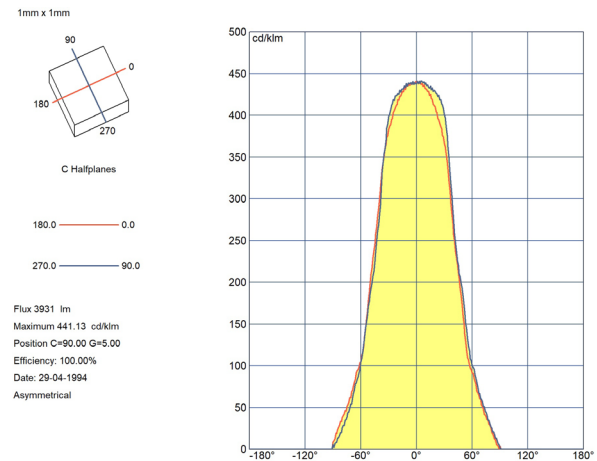 1mm x 1mm
90
0
180
270
C Halfplanes
180.0 0.0
270.0 90.0
Flux 3931 lm
Maximum 441.13 cd/klm
Position C=90.00 G=5.00
Efficiency: 100.00%
Date: 29-04-1994
Asymmetrical
500
cd/klm
450
400
350
300
250
200
150
100
50
0
-180° -120° -60° 0° 60° 120° 180°